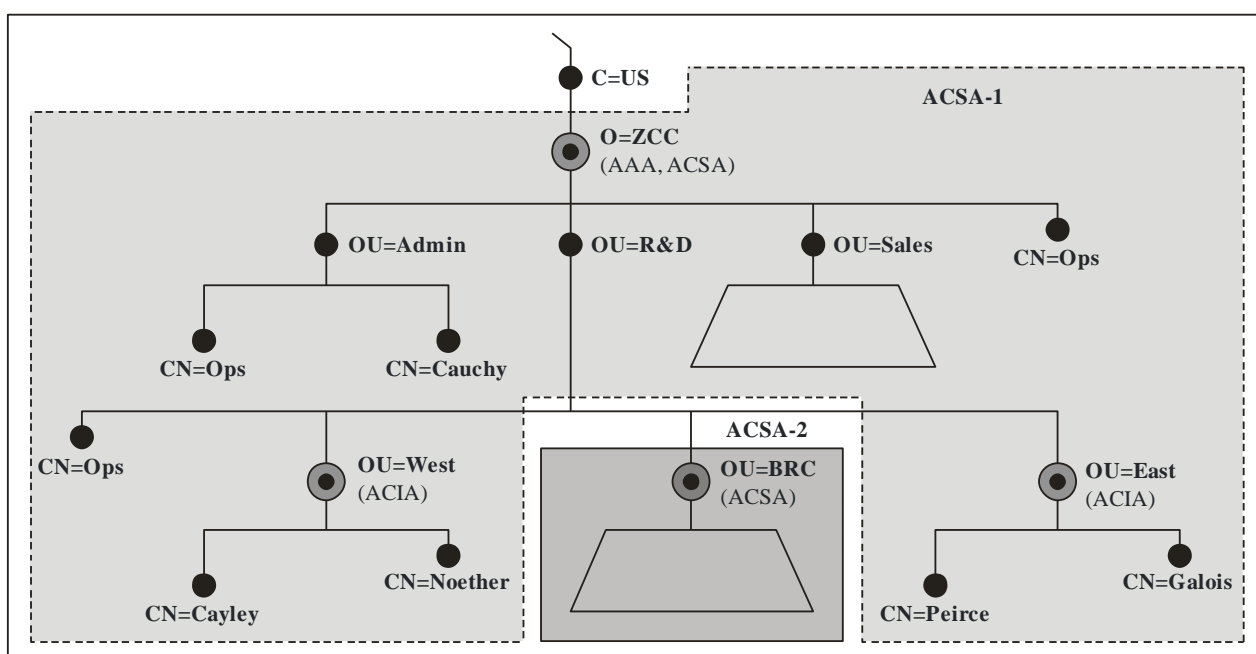 C=US
ACSA-1
O=ZCC
(AAA, ACSA)
OU=Admin
OU=R&D
OU=Sales
CN=Ops
CN=Ops
CN=Cauchy
ACSA-2
CN=Ops
OU=West
(ACIA)
OU=BRC
(ACSA)
OU=East
(ACIA)
CN=Noether
CN=Galois
CN=Cayley
CN=Peirce